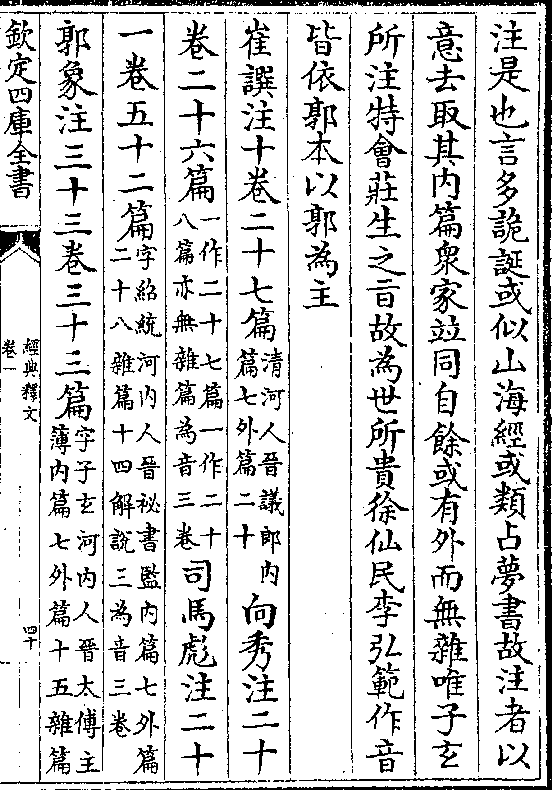 注是也言多詭誕或似山海經或類占夢書故注者以
意去取其内篇衆家竝同自餘或有外而無雜唯子玄
所注特會莊生之㫖故為世所貴徐仙民李弘範作音
皆依郭本以郭為主
崔譔注十卷二十七篇清河人晉議郎内篇七外篇二十向秀注二十
卷二十六篇一作二十七篇一作二十八篇亦無雜篇為音三卷司馬彪注二十
一卷五十二篇字紹統河内人晉祕書監内篇七外篇二十八雜篇十四解說三為音三卷
郭象注三十三卷三十三篇字子玄河内人晉太傅主簿内篇七外篇十五雜篇
欽定四庫全書
經典釋文
卷一
四十